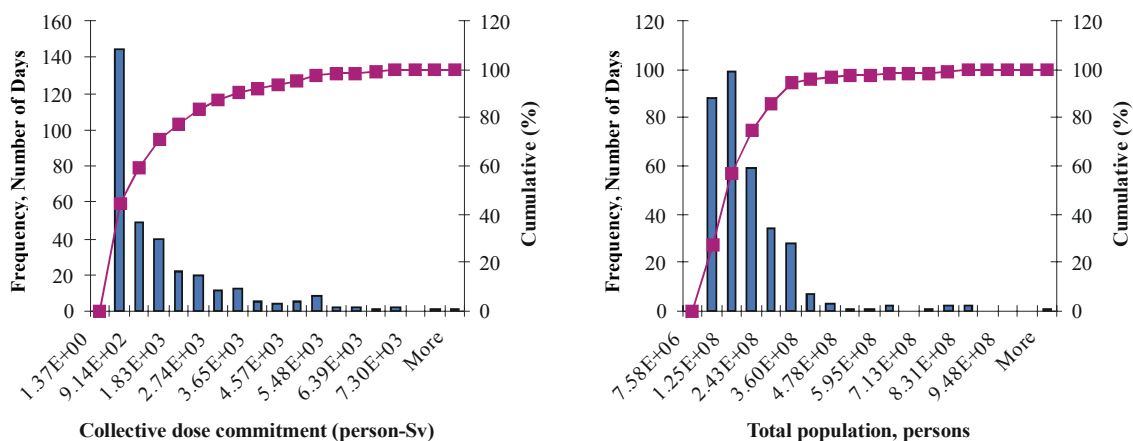 160
140
120
100
80
60
40
20
0
Frequency, Number of Days
120
100
80
60
40
20
0
Cumulative (%)
1.37E+00
9.14E+02
1.83E+03
2.74E+03
3.65E+03
4.57E+03
5.48E+03
6.39E+03
7.30E+03
More
Collective dose commitment (person-Sv)
120
100
80
60
40
20
0
Frequency, Number of Days
120
100
80
60
40
20
0
Cumulative (%)
7.58E+06
1.25E+08
2.43E+08
3.60E+08
4.78E+08
5.95E+08
7.13E+08
8.31E+08
9.48E+08
More
Total population, persons